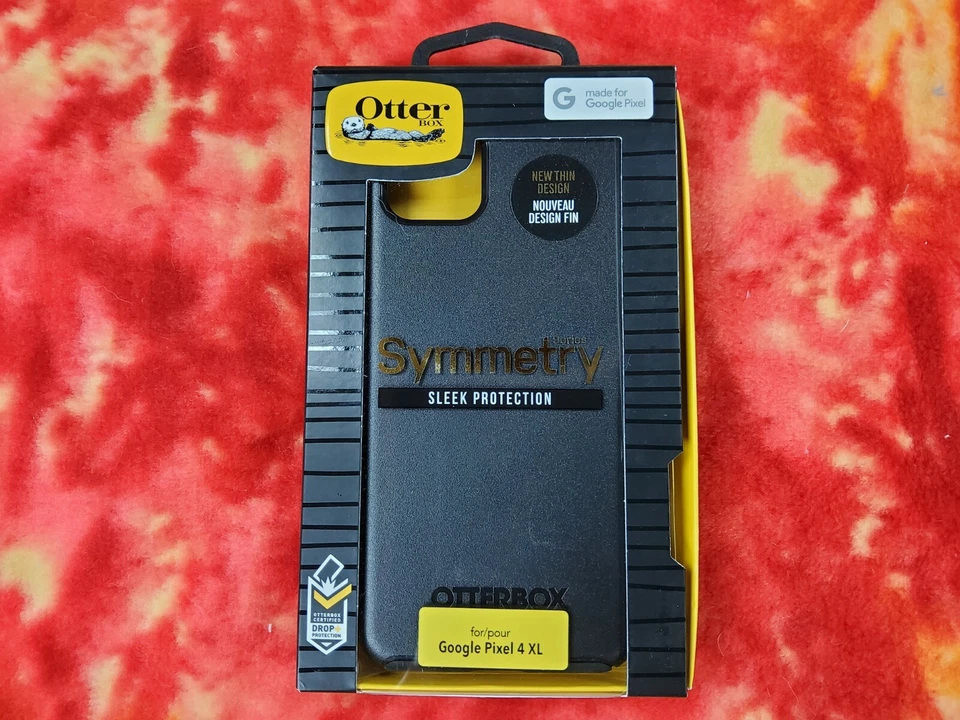 Otter
BOX
G made for
Google Pixel
NEW THIN
DESIGN
NOUVEAU
DESIGN FIN
Series
Symmetry
SLEEK PROTECTION
OTTERBOX
for/pour
Google Pixel 4 XL
OTTERBOX
CERTIFIED
DROP+
PROTECTION